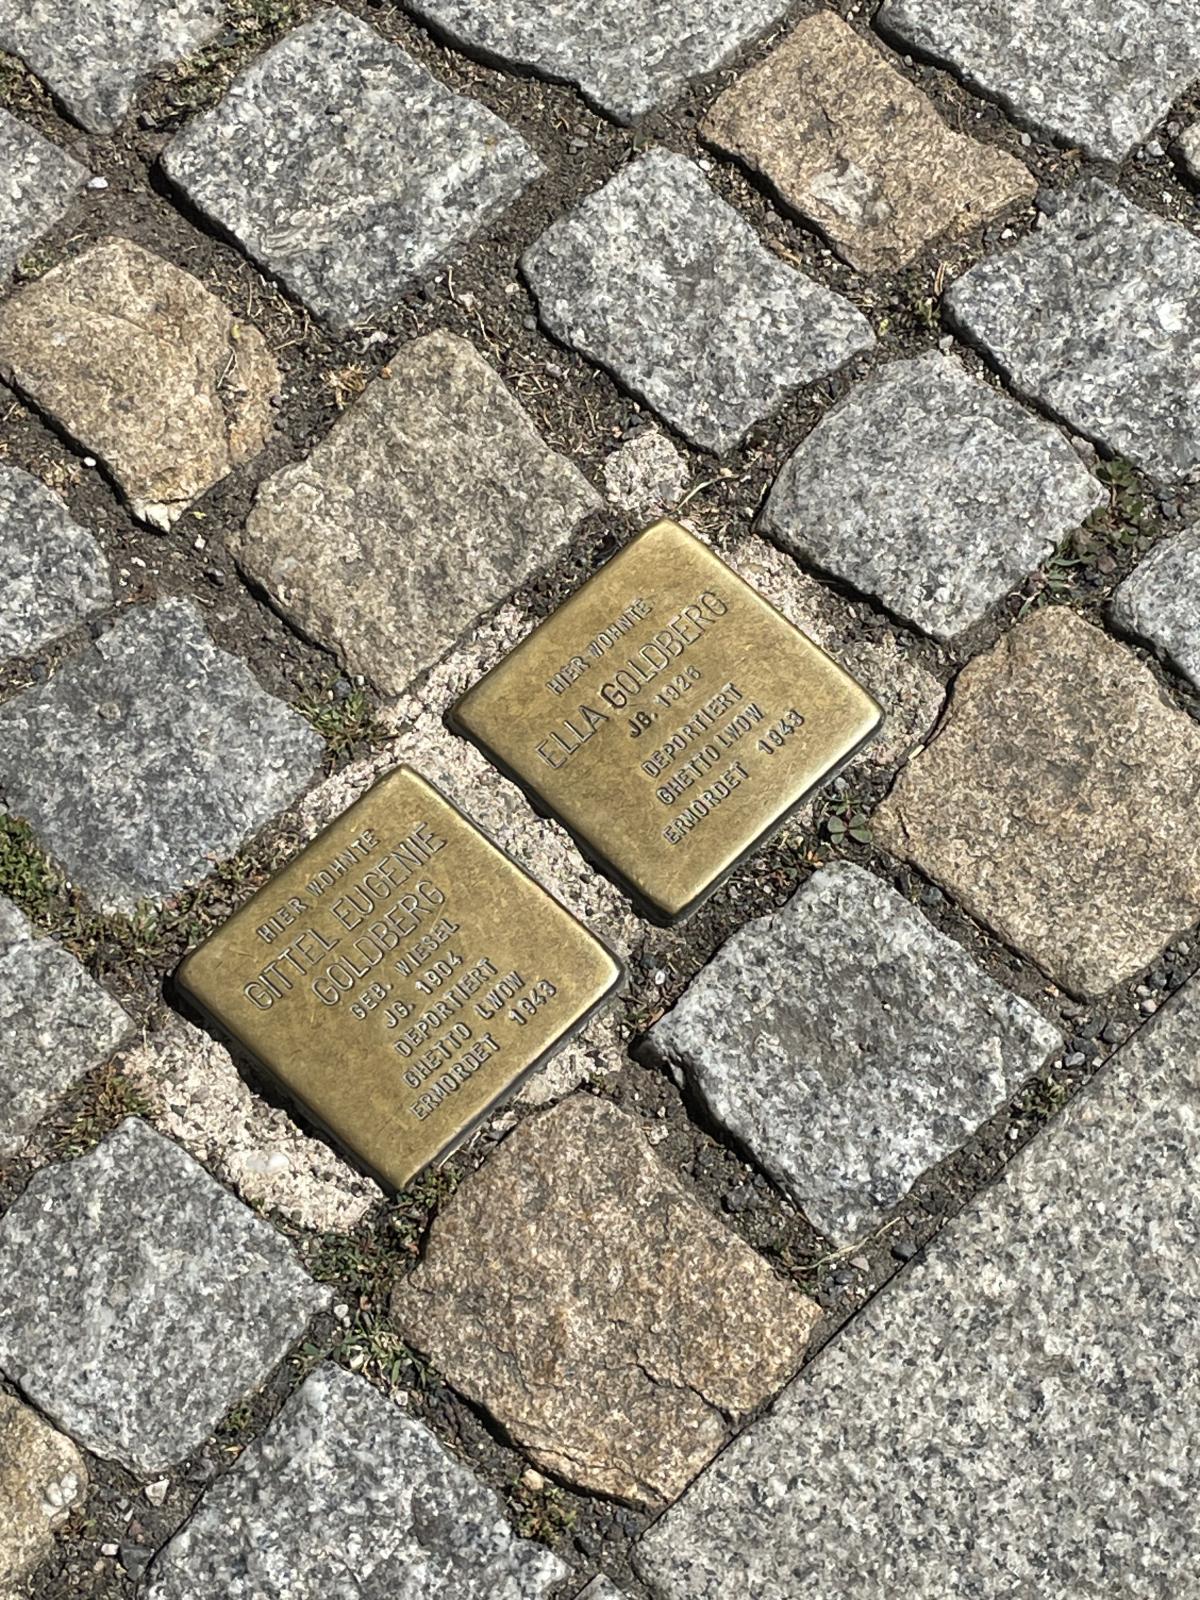 HIER WOHNTE
GITTEL EUGENIE
GOLDBERG
GEB. WIESEL
JG. 1904
DEPORTIERT
GHETTO LWOW
ERMORDET 1943
HIER WOHNTE
ELLA GOLDBERG
JG. 1926
DEPORTIERT
GHETTO LWOW
ERMORDET 1943